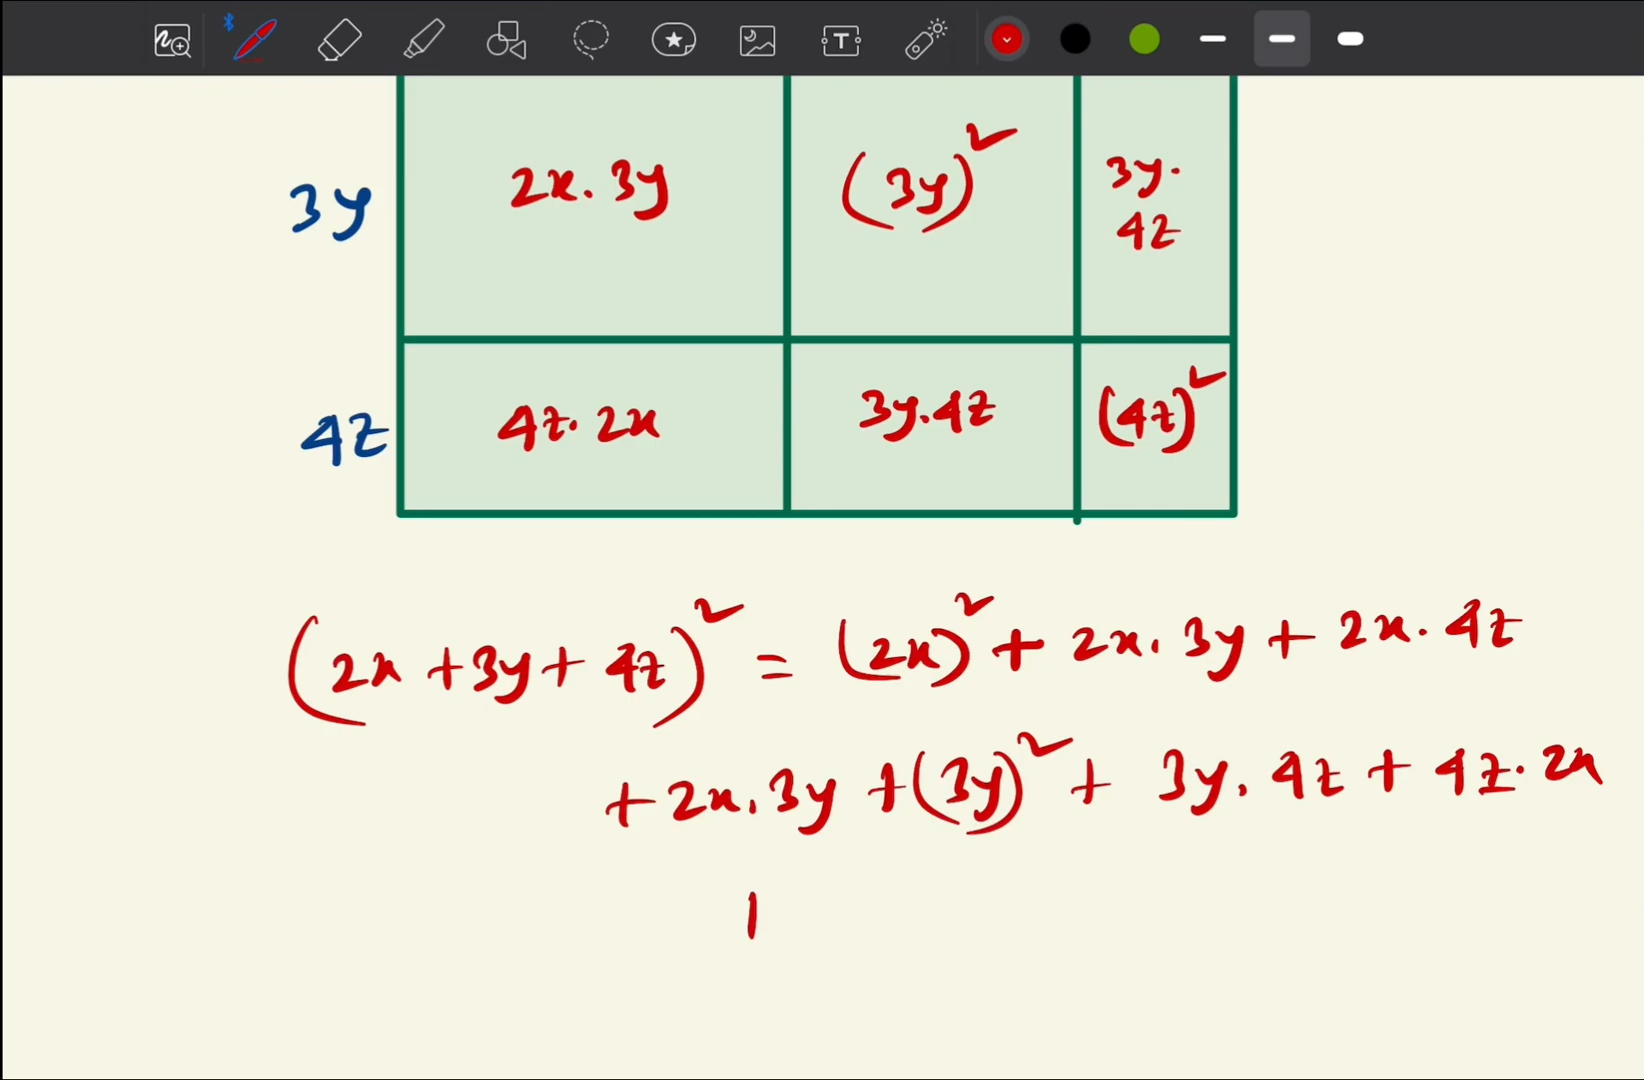 3y 2x. 3y (3y)² 3y.
4z
4z 4z. 2x 3y.4z (4z)²
(2x +3y+ 4z)² = (2x)² + 2x. 3y + 2x. 4z
+ 2x. 3y + (3y)² + 3y. 4z + 4z. 2x